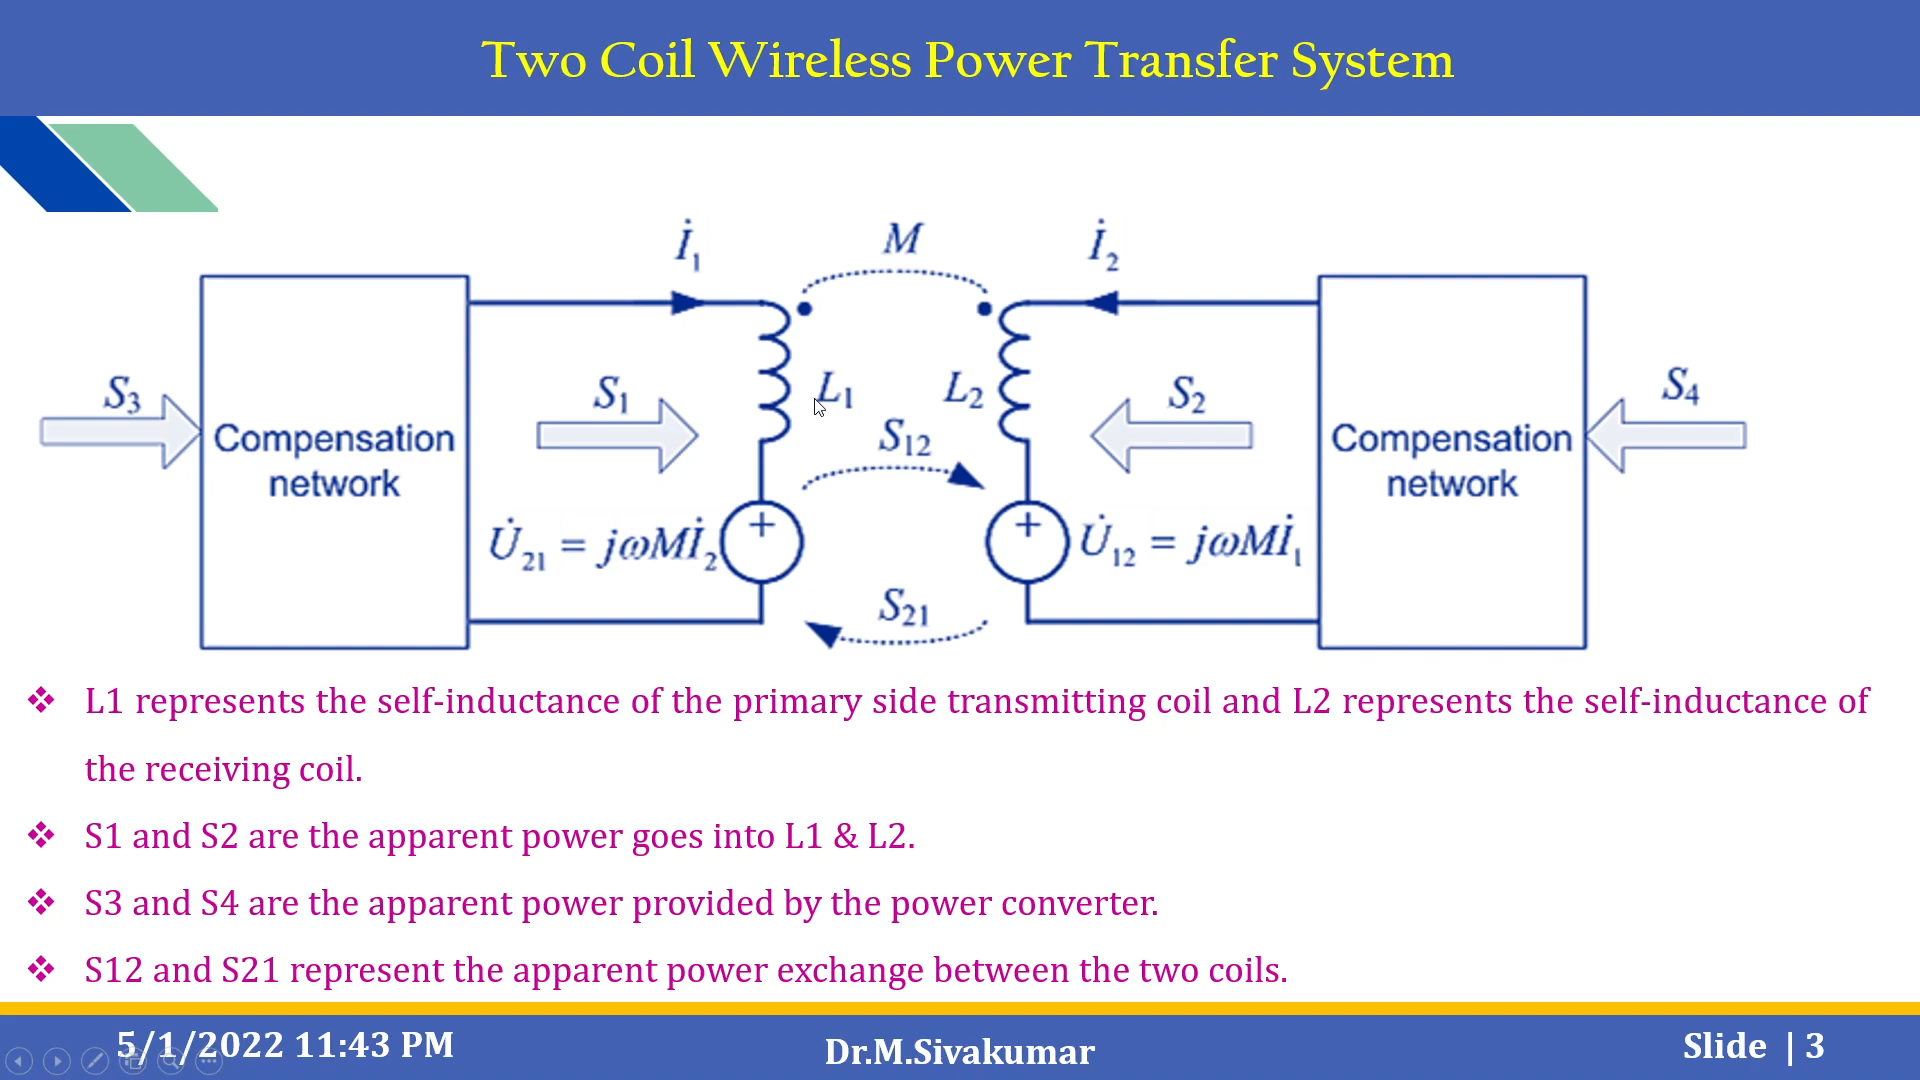 Two Coil Wireless Power Transfer System
İ₁ M İ₂
S₃ S₁ L₁ L₂ S₂ S₄
Compensation network
S₁₂
Compensation network
U̇₂₁ = jωMİ₂ + + U̇₁₂ = jωMİ₁
S₂₁
❖ L1 represents the self-inductance of the primary side transmitting coil and L2 represents the self-inductance of
the receiving coil.
❖ S1 and S2 are the apparent power goes into L1 & L2.
❖ S3 and S4 are the apparent power provided by the power converter.
❖ S12 and S21 represent the apparent power exchange between the two coils.
5/1/2022 11:43 PM
Dr.M.Sivakumar
Slide | 3